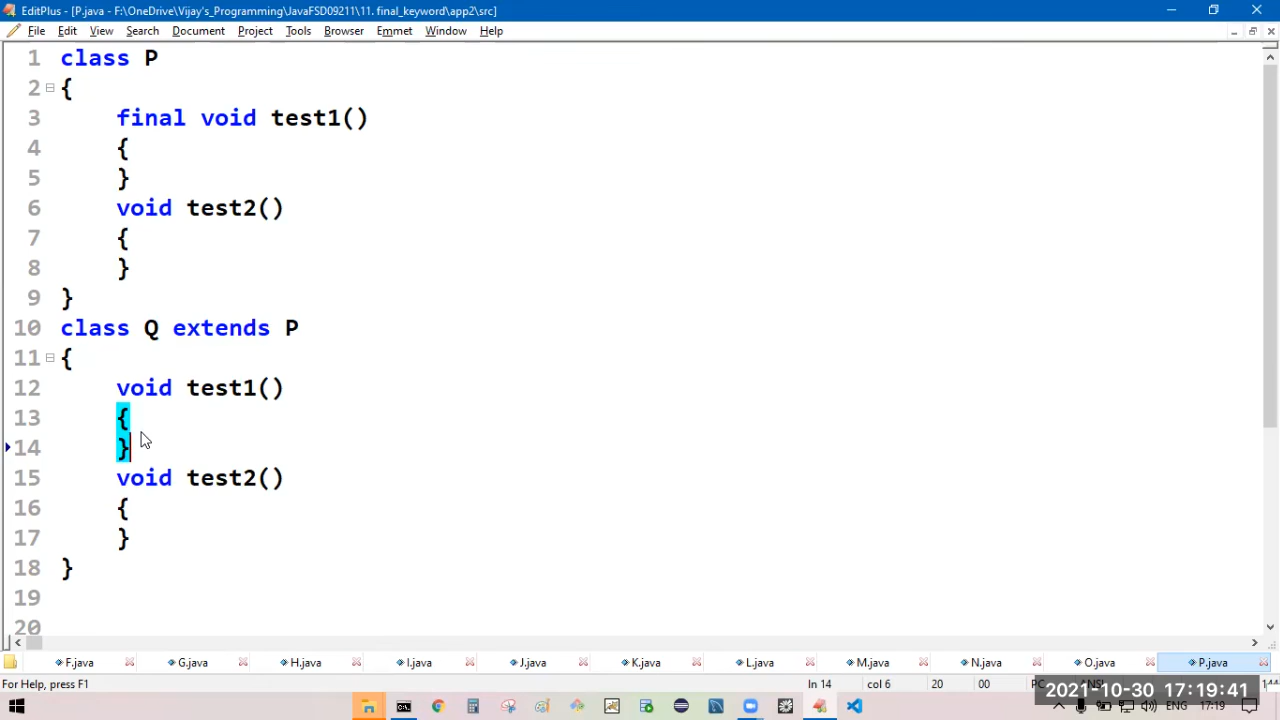 EditPlus - [P.java - F:\OneDrive\Vijay's_Programming\JavaFSD09211\11. final_keyword\app2\src]
File Edit View Search Document Project Tools Browser Emmet Window Help
1 class P
2 {
3 final void test1()
4 {
5 }
6 void test2()
7 {
8 }
9 }
10 class Q extends P
11 {
12 void test1()
13 {
14 }
15 void test2()
16 {
17 }
18 }
19
20
F.java G.java H.java I.java J.java K.java L.java M.java N.java O.java P.java
For Help, press F1 ln 14 col 6 20 00 PC ANSI
2021-10-30 17:19:41
ENG 17:19